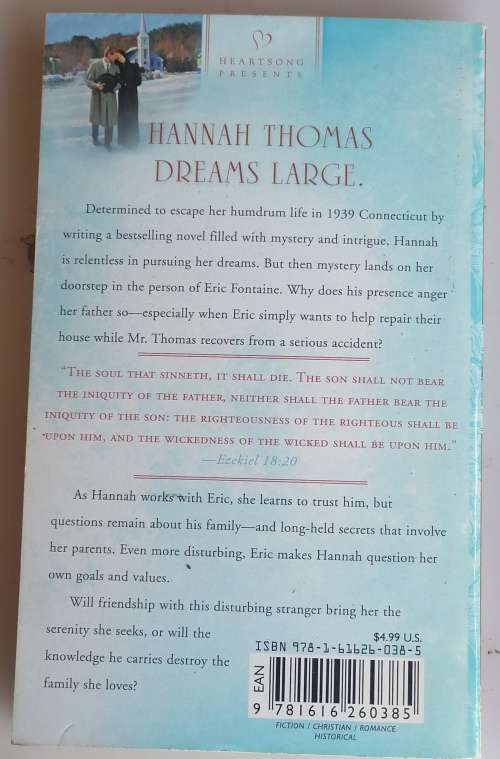 HEARTSONG
PRESENTS
HANNAH THOMAS
DREAMS LARGE.
Determined to escape her humdrum life in 1939 Connecticut by
writing a bestselling novel filled with mystery and intrigue, Hannah
is relentless in pursuing her dreams. But then mystery lands on her
doorstep in the person of Eric Fontaine. Why does his presence anger
her father so—especially when Eric simply wants to help repair their
house while Mr. Thomas recovers from a serious accident?
"THE SOUL THAT SINNETH, IT SHALL DIE. THE SON SHALL NOT BEAR
THE INIQUITY OF THE FATHER, NEITHER SHALL THE FATHER BEAR THE
INIQUITY OF THE SON: THE RIGHTEOUSNESS OF THE RIGHTEOUS SHALL BE
UPON HIM, AND THE WICKEDNESS OF THE WICKED SHALL BE UPON HIM."
—Ezekiel 18:20
As Hannah works with Eric, she learns to trust him, but
questions remain about his family—and long-held secrets that involve
her parents. Even more disturbing, Eric makes Hannah question her
own goals and values.
Will friendship with this disturbing stranger bring her the
serenity she seeks, or will the
knowledge he carries destroy the
family she loves?
$4.99 U.S.
ISBN 978-1-61626-038-5
EAN
9 781616 260385
FICTION / CHRISTIAN / ROMANCE
HISTORICAL